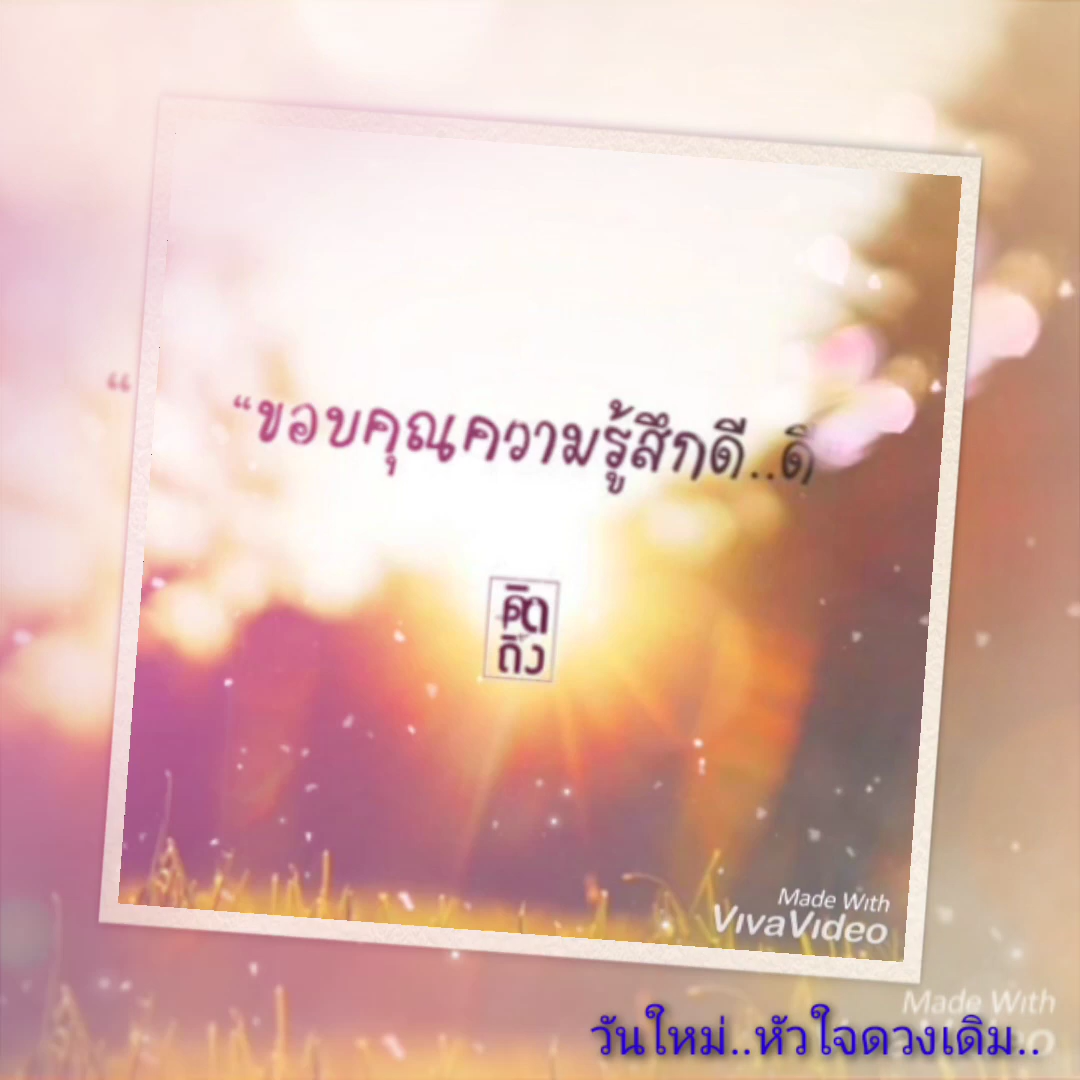 “ขอบคุณความรู้สึกดี..ดี
คิด
ถึง
Made With
VivaVideo
Made With
วันใหม่..หัวใจดวงเดิม..